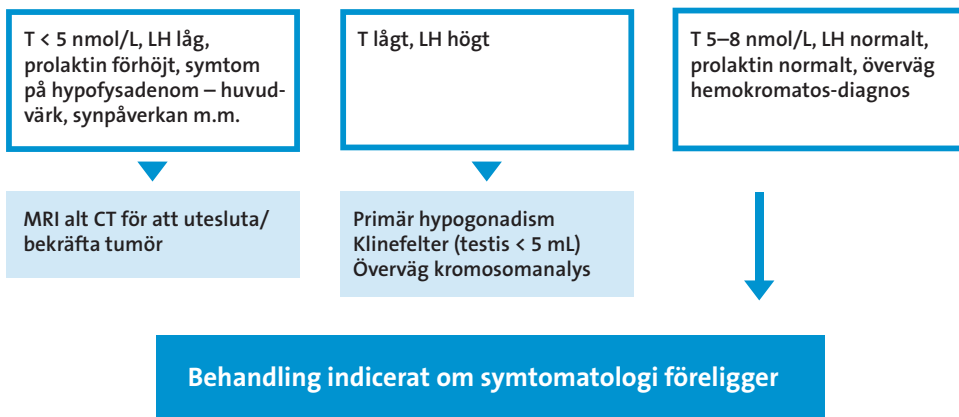 T < 5 nmol/L, LH låg,
prolaktin förhöjt, symtom
på hypofysadenom – huvud-
värk, synpåverkan m.m.
T lågt, LH högt
T 5–8 nmol/L, LH normalt,
prolaktin normalt, överväg
hemokromatos-diagnos
MRI alt CT för att utesluta/
bekräfta tumör
Primär hypogonadism
Klinefelter (testis < 5 mL)
Överväg kromosomanalys
Behandling indicerat om symtomatologi föreligger